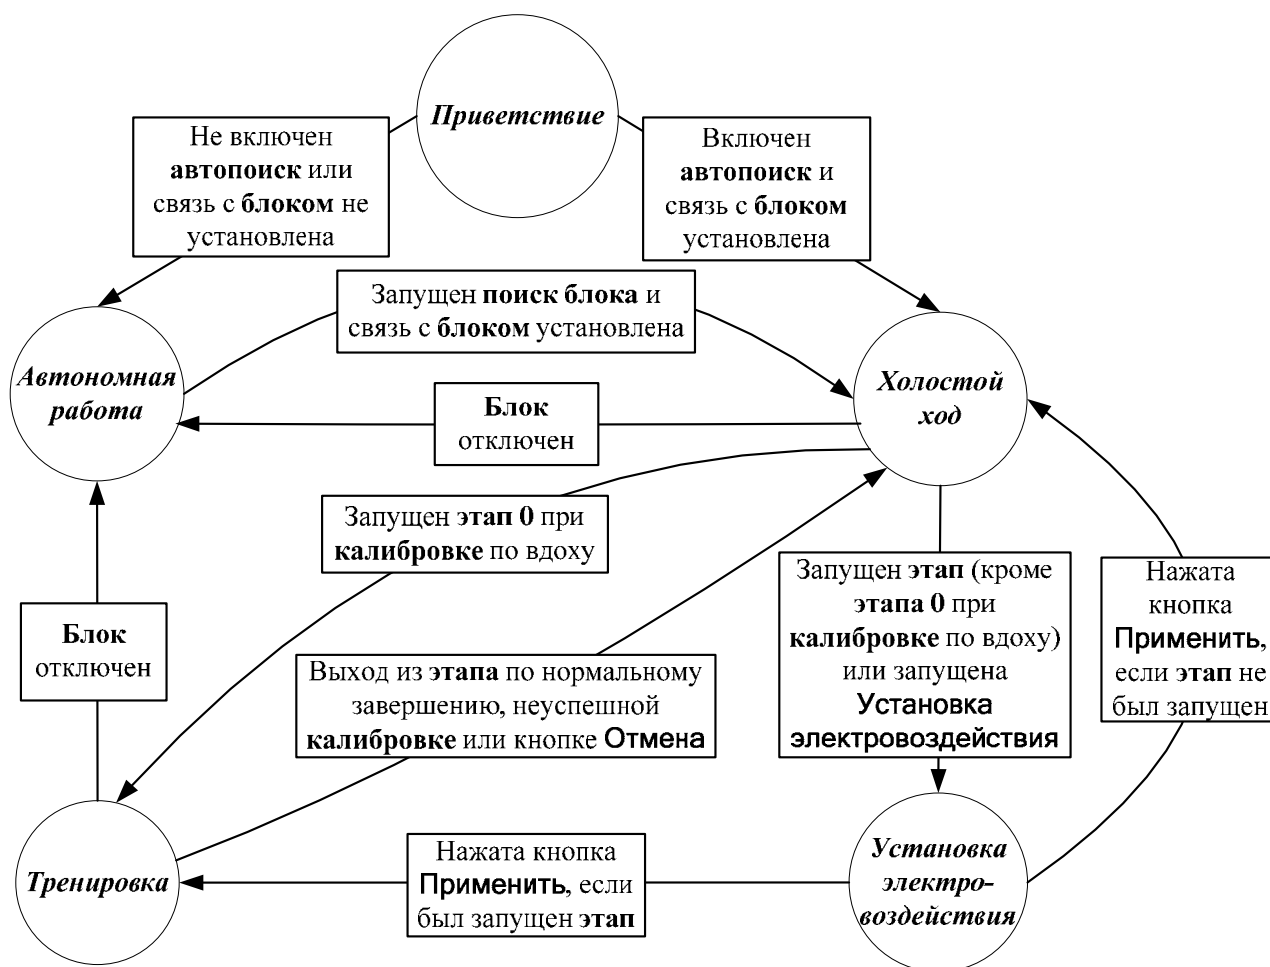 Приветствие
Не включен
автопоиск или
связь с блоком не
установлена
Включен
автопоиск и
связь с блоком
установлена
Запущен поиск блока и
связь с блоком установлена
Автономная
работа
Холостой
ход
Блок
отключен
Запущен этап 0 при
калибровке по вдоху
Запущен этап (кроме
этапа 0 при
калибровке по вдоху)
или запущена
Установка
электровоздействия
Нажата
кнопка
Применить,
если этап не
был запущен
Блок
отключен
Выход из этапа по нормальному
завершению, неуспешной
калибровке или кнопке Отмена
Тренировка
Нажата кнопка
Применить, если
был запущен этап
Установка
электро-
воздействия